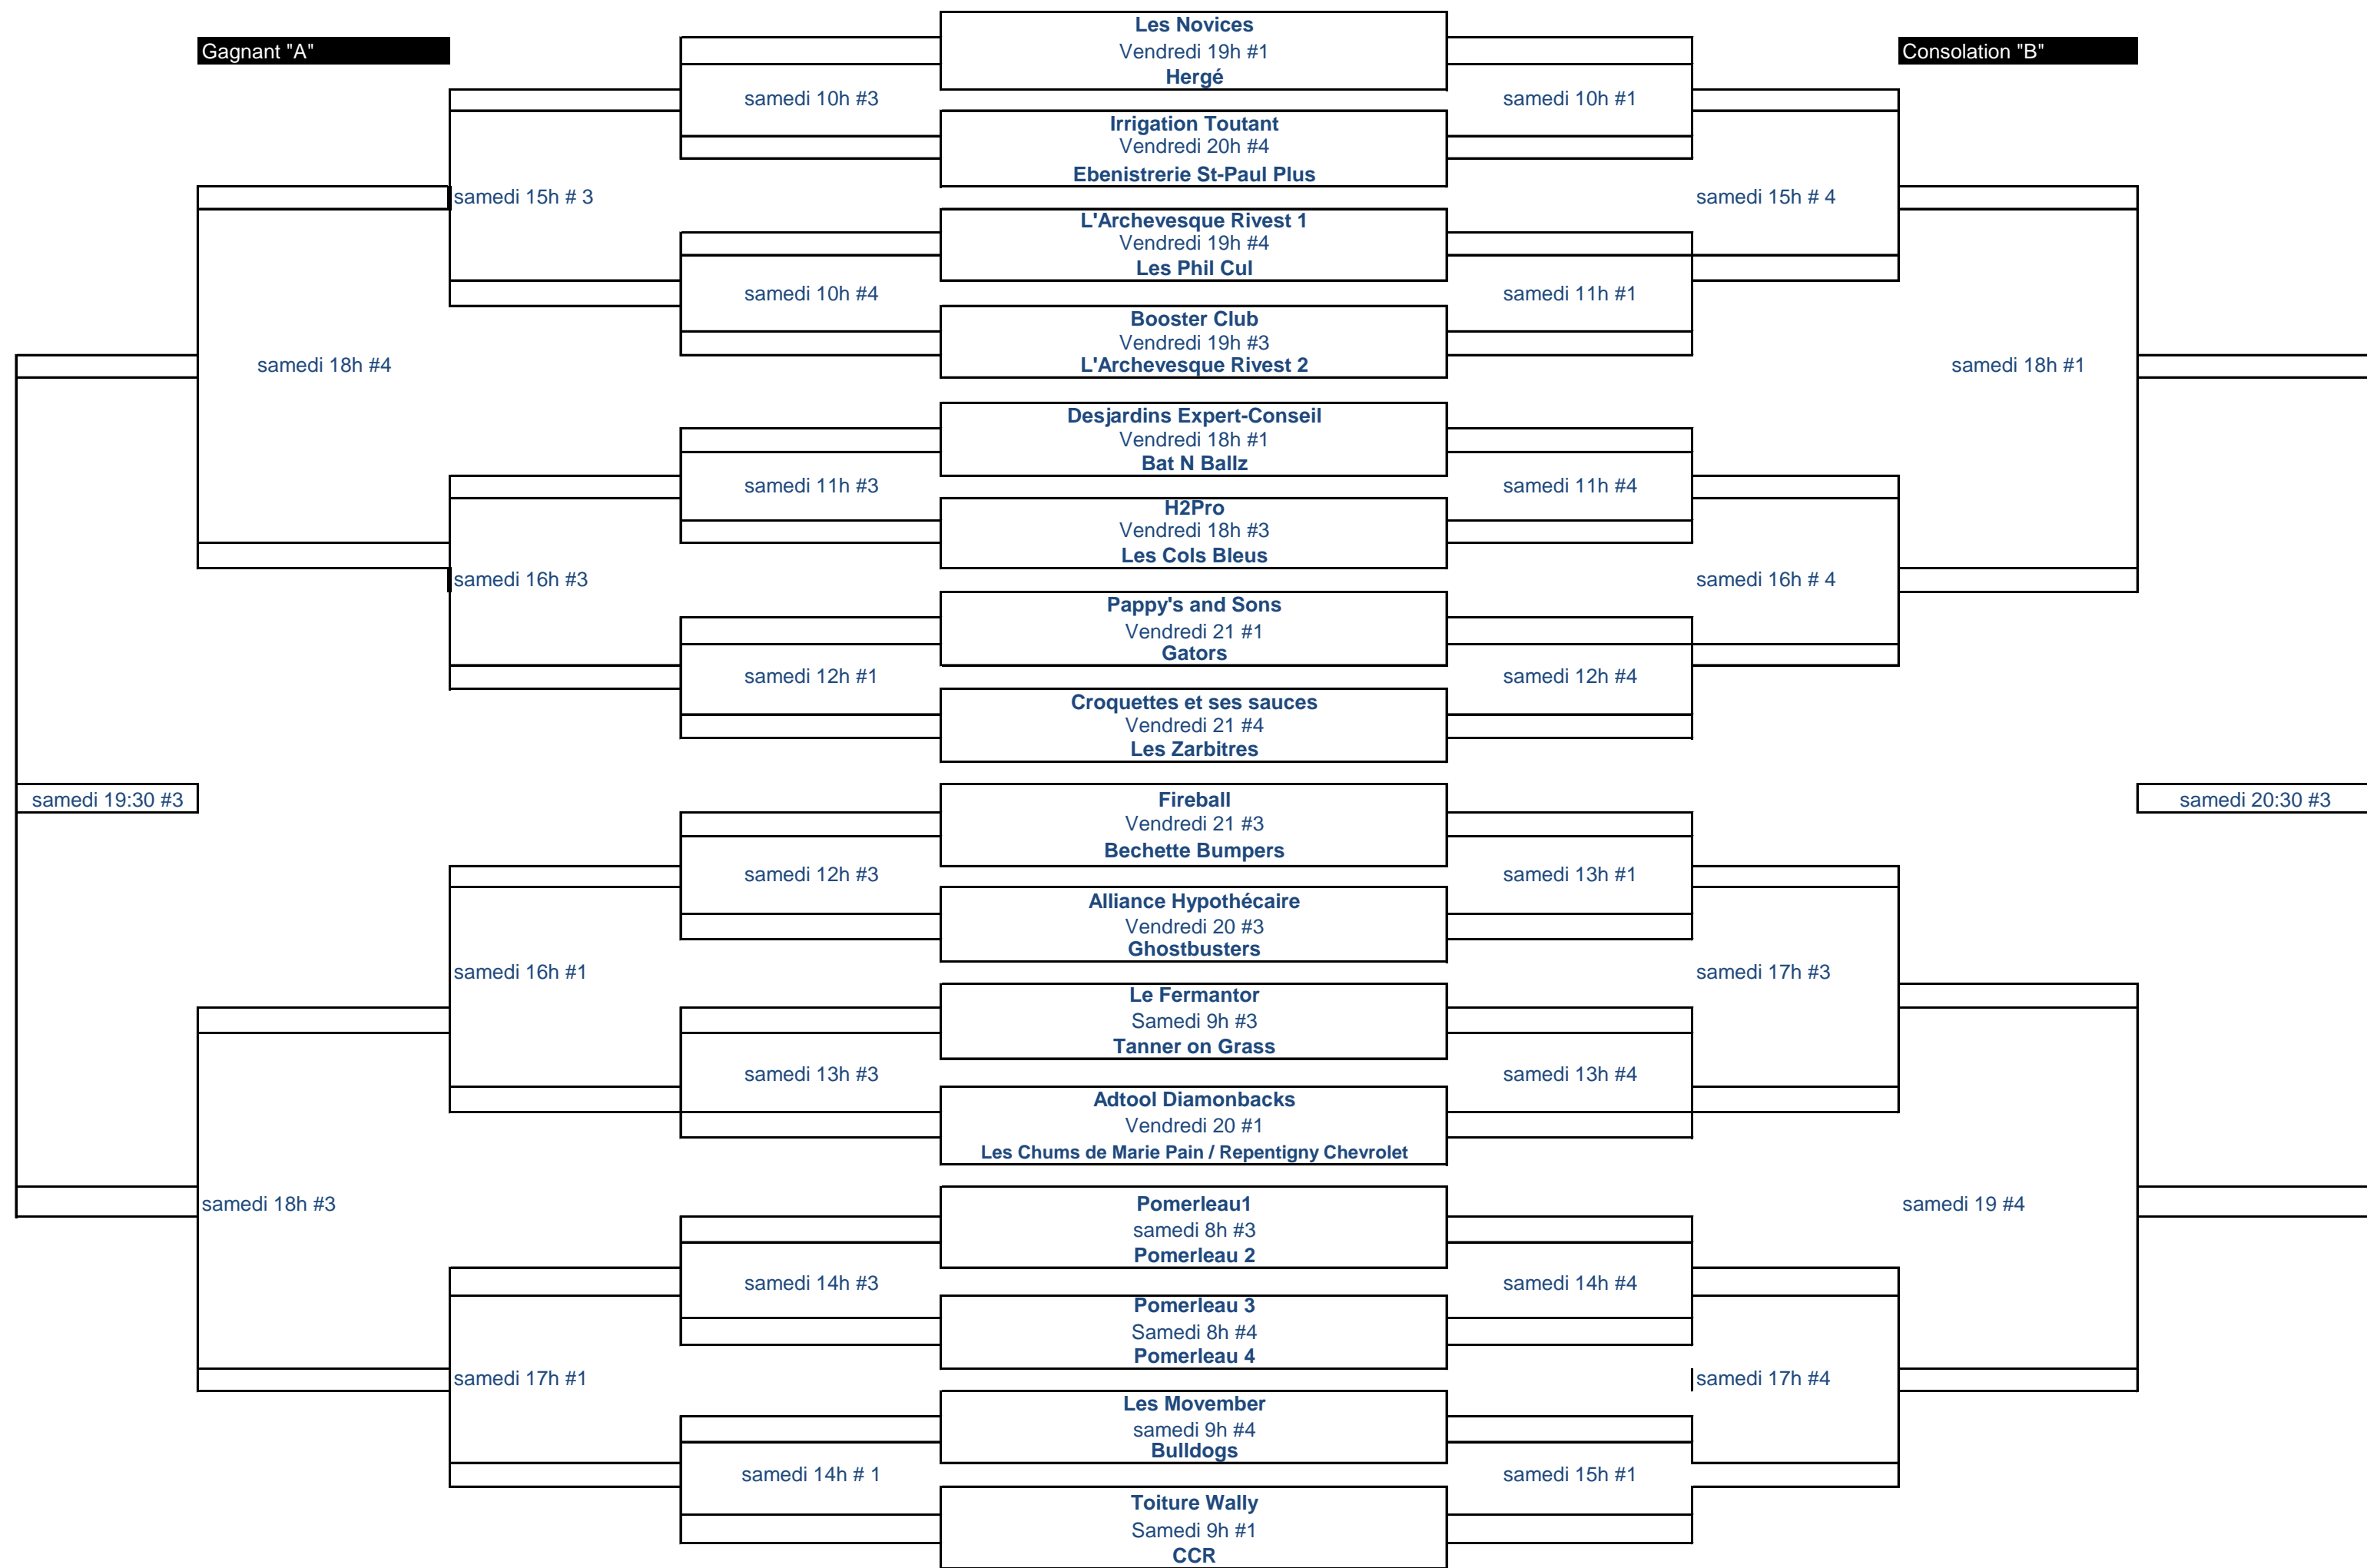 Les Novices
Gagnant "A"
Vendredi 19h #1
Consolation "B"
Hergé
samedi 10h #3
samedi 10h #1
Irrigation Toutant
Vendredi 20h #4
Ebenistrerie St-Paul Plus
samedi 15h # 3
samedi 15h # 4
L'Archevesque Rivest 1
Vendredi 19h #4
Les Phil Cul
samedi 10h #4
samedi 11h #1
Booster Club
Vendredi 19h #3
L'Archevesque Rivest 2
samedi 18h #4
samedi 18h #1
Desjardins Expert-Conseil
Vendredi 18h #1
Bat N Ballz
samedi 11h #3
samedi 11h #4
H2Pro
Vendredi 18h #3
Les Cols Bleus
samedi 16h #3
samedi 16h # 4
Pappy's and Sons
Vendredi 21 #1
Gators
samedi 12h #1
samedi 12h #4
Croquettes et ses sauces
Vendredi 21 #4
Les Zarbitres
samedi 19:30 #3
Fireball
samedi 20:30 #3
Vendredi 21 #3
Bechette Bumpers
samedi 12h #3
samedi 13h #1
Alliance Hypothécaire
Vendredi 20 #3
Ghostbusters
samedi 16h #1
samedi 17h #3
Le Fermantor
Samedi 9h #3
Tanner on Grass
samedi 13h #3
samedi 13h #4
Adtool Diamonbacks
Vendredi 20 #1
Les Chums de Marie Pain / Repentigny Chevrolet
samedi 18h #3
Pomerleau1
samedi 19 #4
samedi 8h #3
Pomerleau 2
samedi 14h #3
samedi 14h #4
Pomerleau 3
Samedi 8h #4
Pomerleau 4
samedi 17h #1
samedi 17h #4
Les Movember
samedi 9h #4
Bulldogs
samedi 14h # 1
samedi 15h #1
Toiture Wally
Samedi 9h #1
CCR